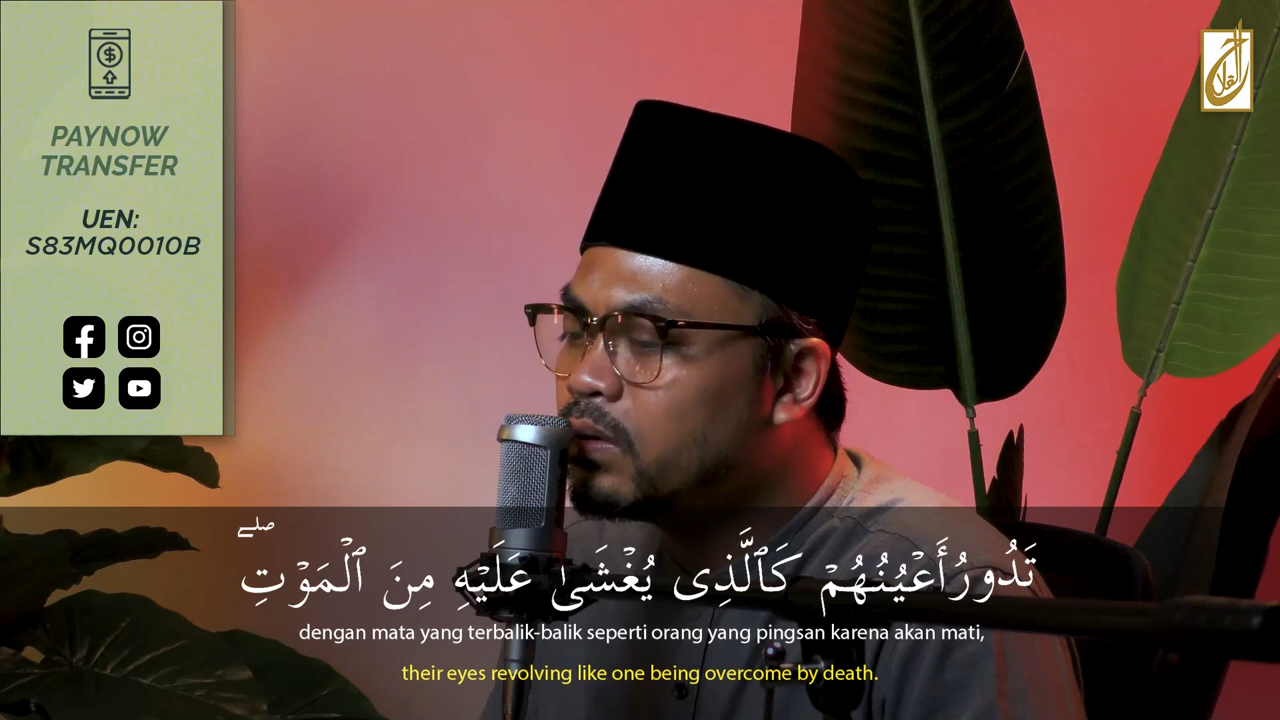 PAYNOW
TRANSFER
UEN:
S83MQ0010B
الفلاح
تَدُورُ أَعْيُنُهُمْ كَٱلَّذِى يُغْشَىٰ عَلَيْهِ مِنَ ٱلْمَوْتِ ۖ
dengan mata yang terbalik-balik seperti orang yang pingsan karena akan mati,
their eyes revolving like one being overcome by death.